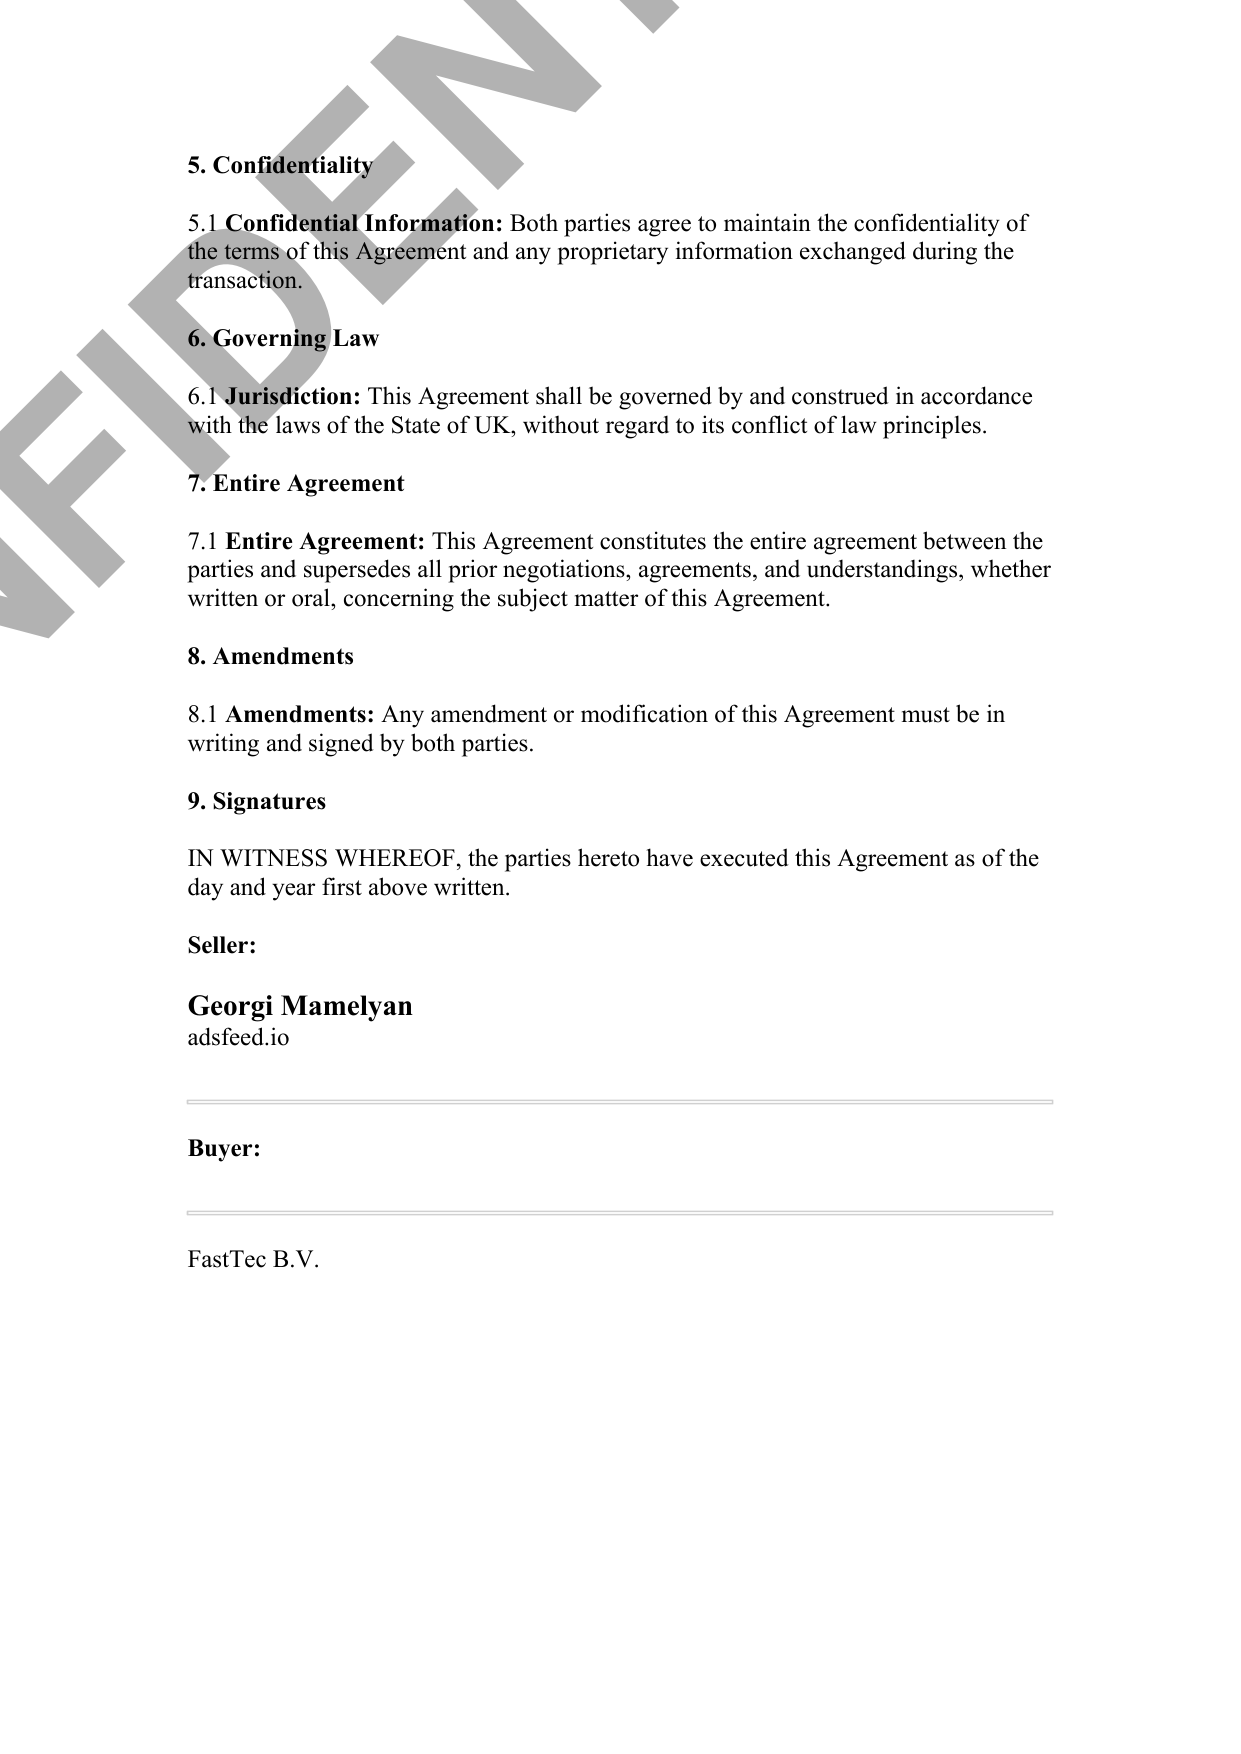 5. Confidentiality
5.1 Confidential Information: Both parties agree to maintain the confidentiality of
the terms of this Agreement and any proprietary information exchanged during the
transaction.
6. Governing Law
6.1 Jurisdiction: This Agreement shall be governed by and construed in accordance
with the laws of the State of UK, without regard to its conflict of law principles.
7. Entire Agreement
7.1 Entire Agreement: This Agreement constitutes the entire agreement between the
parties and supersedes all prior negotiations, agreements, and understandings, whether
written or oral, concerning the subject matter of this Agreement.
8. Amendments
8.1 Amendments: Any amendment or modification of this Agreement must be in
writing and signed by both parties.
9. Signatures
IN WITNESS WHEREOF, the parties hereto have executed this Agreement as of the
day and year first above written.
Seller:
Georgi Mamelyan
adsfeed.io
Buyer:
FastTec B.V.
NFIDENT